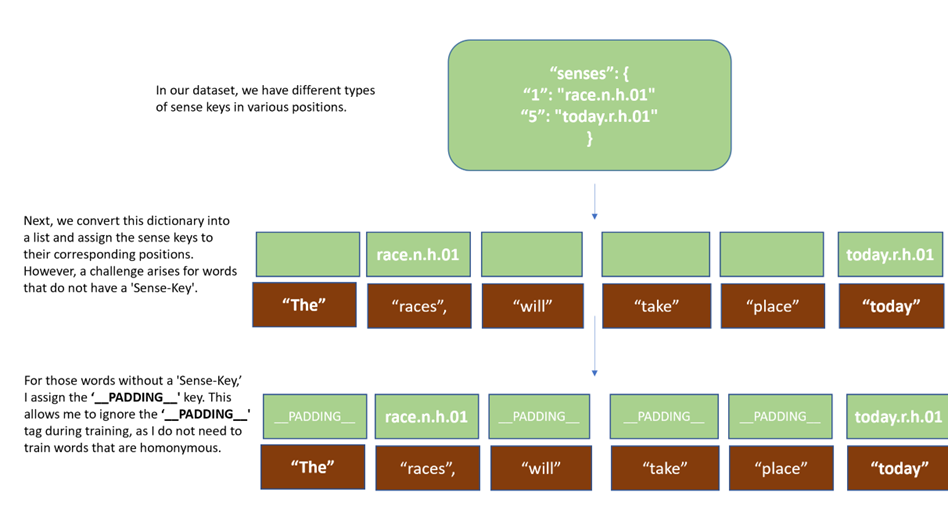 In our dataset, we have different types
of sense keys in various positions.
“senses”: {
“1”: "race.n.h.01"
“5”: "today.r.h.01"
}
Next, we convert this dictionary into
a list and assign the sense keys to
their corresponding positions.
However, a challenge arises for words
that do not have a 'Sense-Key'.
race.n.h.01 today.r.h.01
“The” “races”, “will” “take” “place” “today”
For those words without a 'Sense-Key,’
I assign the ‘__PADDING__' key. This
allows me to ignore the ‘__PADDING__'
tag during training, as I do not need to
train words that are homonymous.
__PADDING__ race.n.h.01 __PADDING__ __PADDING__ __PADDING__ today.r.h.01
“The” “races”, “will” “take” “place” “today”